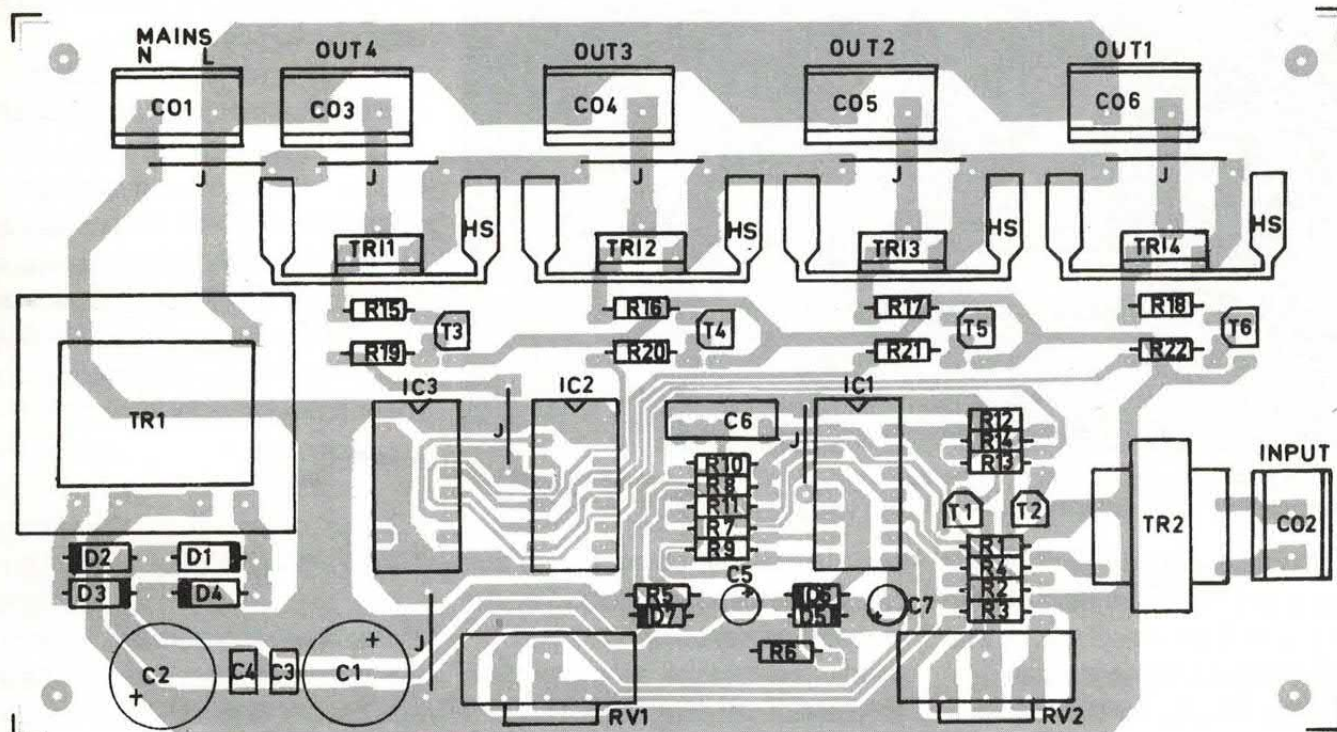 MAINS
N L
OUT4 OUT3 OUT2 OUT1
CO1 CO3 CO4 CO5 CO6
J J J J J
HS HS HS HS
TRI1 TRI2 TRI3 TRI4
R15 R16 R17 R18
T3 T4 T5 T6
R19 R20 R21 R22
IC3 IC2 IC1
TR1 J C6 J R12
R14
R10 R13 INPUT
R8
R11 T1 T2 TR2 CO2
R7
R9 R1
D2 D1 R4
D3 D4 R5 C5 D6 R2
D7 D5 C7 R3
C2 C4 C3 C1 J R6
RV1 RV2